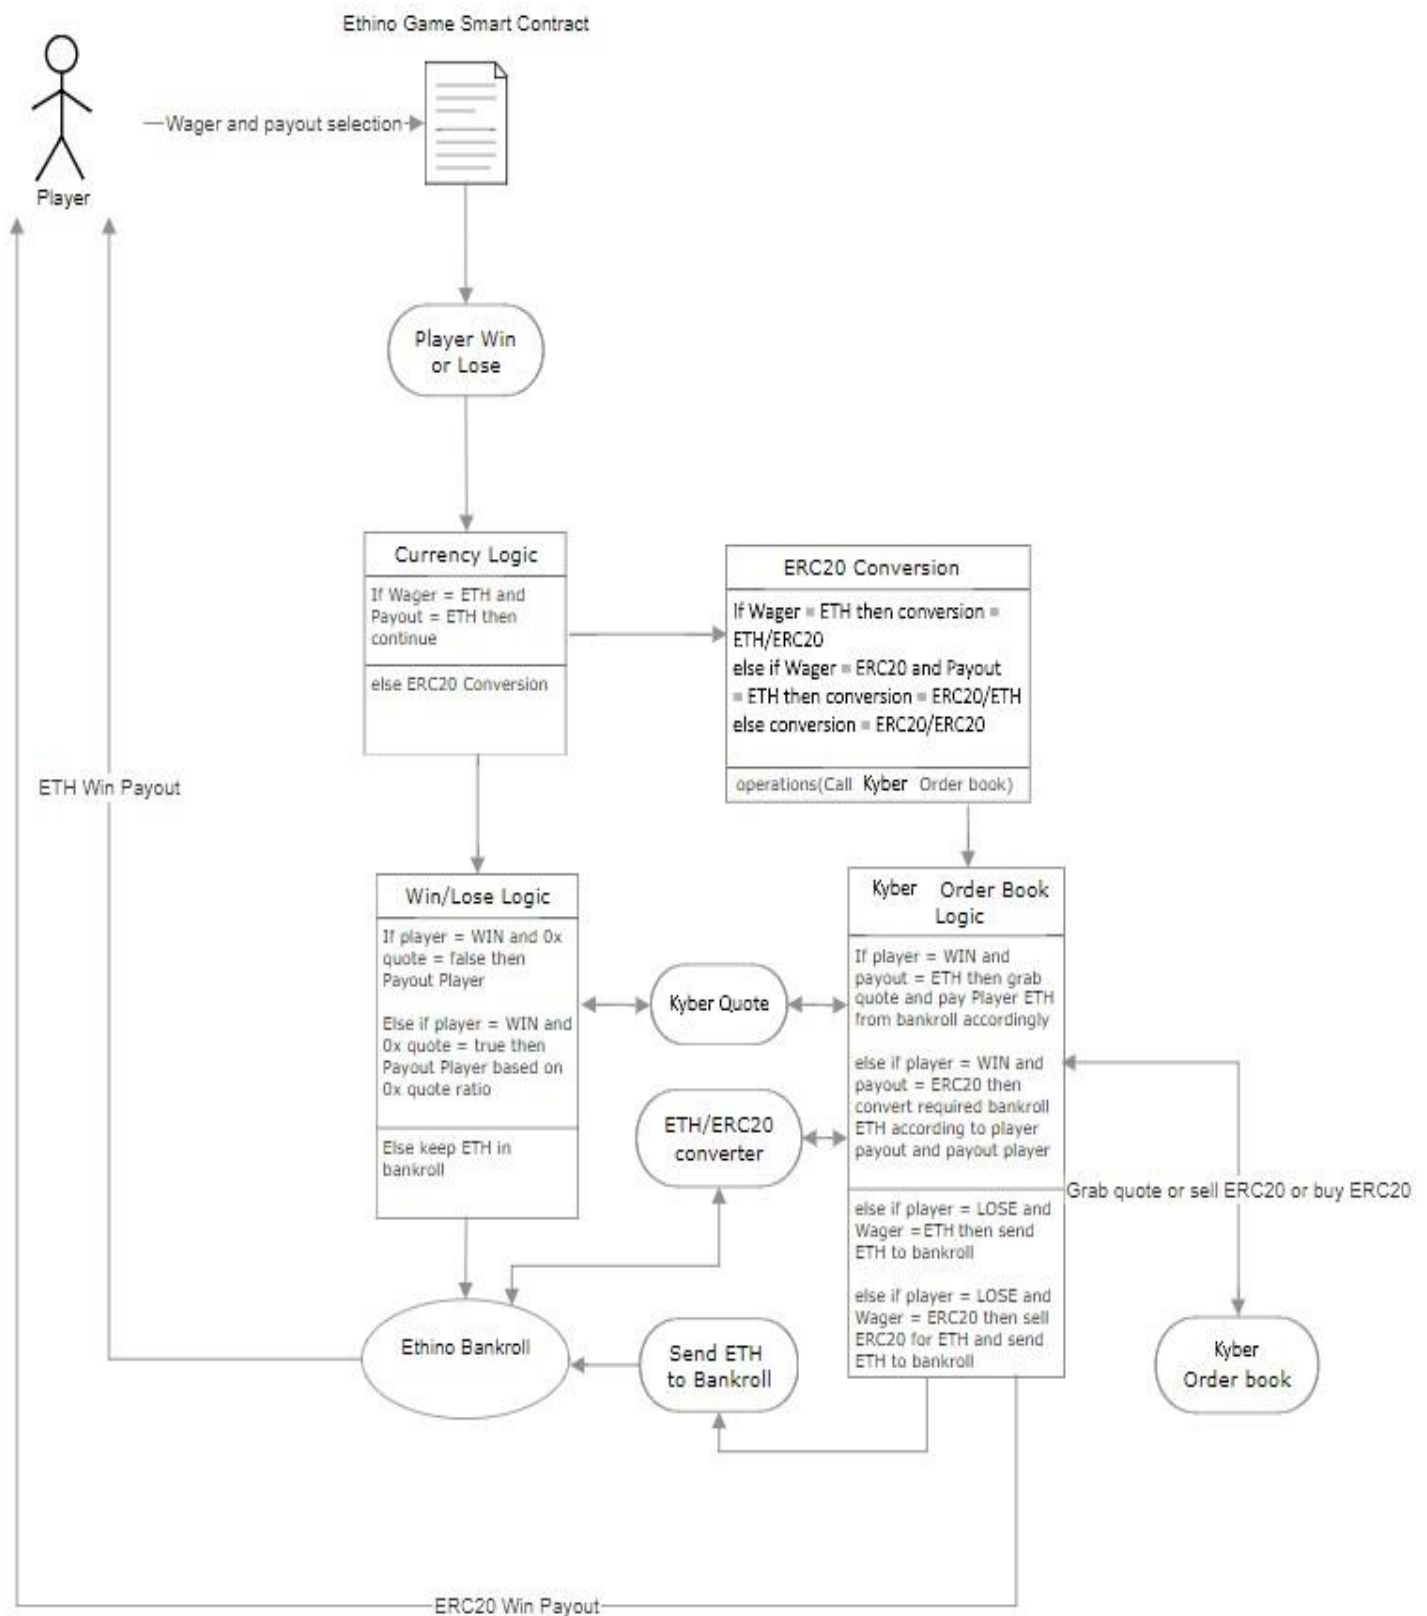 Ethino Game Smart Contract
Wager and payout selection
Player
Player Win
or Lose
Currency Logic
If Wager = ETH and
Payout = ETH then
continue
else ERC20 Conversion
ERC20 Conversion
If Wager = ETH then conversion =
ETH/ERC20
else if Wager = ERC20 and Payout
= ETH then conversion = ERC20/ETH
else conversion = ERC20/ERC20
operations(Call Kyber Order book)
ETH Win Payout
Win/Lose Logic
If player = WIN and 0x
quote = false then
Payout Player
Else if player = WIN and
0x quote = true then
Payout Player based on
0x quote ratio
Else keep ETH in
bankroll
Kyber Quote
ETH/ERC20
converter
Kyber Order Book
Logic
If player = WIN and
payout = ETH then grab
quote and pay Player ETH
from bankroll accordingly
else if player = WIN and
payout = ERC20 then
convert required bankroll
ETH according to player
payout and payout player
else if player = LOSE and
Wager =ETH then send
ETH to bankroll
else if player = LOSE and
Wager = ERC20 then sell
ERC20 for ETH and send
ETH to bankroll
Grab quote or sell ERC20 or buy ERC20
Ethino Bankroll
Send ETH
to Bankroll
Kyber
Order book
ERC20 Win Payout